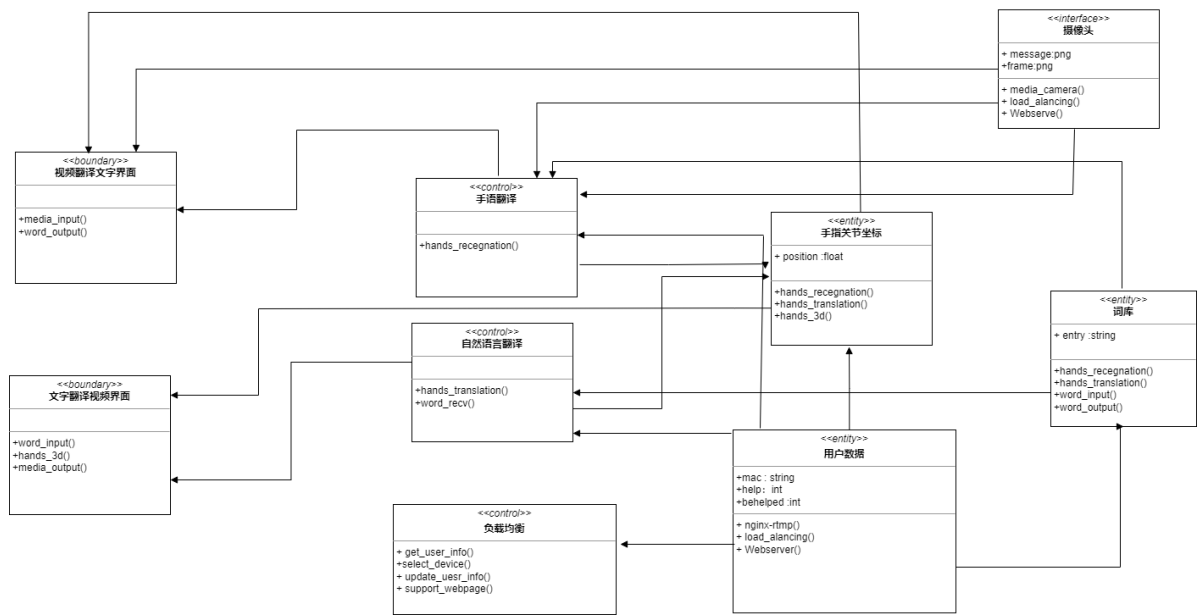 <<interface>>
摄像头
+ message:png
+frame:png
+ media_camera()
+ load_alancing()
+ Webserve()
<<boundary>>
视频翻译文字界面
+media_input()
+word_output()
<<control>>
手语翻译
+hands_recegnation()
<<entity>>
手指关节坐标
+ position :float
+hands_recegnation()
+hands_translation()
+hands_3d()
<<entity>>
词库
+ entry :string
+hands_recegnation()
+hands_translation()
+word_input()
+word_output()
<<control>>
自然语言翻译
+hands_translation()
+word_recv()
<<boundary>>
文字翻译视频界面
+word_input()
+hands_3d()
+media_output()
<<entity>>
用户数据
+mac : string
+help： int
+behelped :int
+ nginx-rtmp()
+ load_alancing()
+ Webserver()
<<control>>
负载均衡
+ get_user_info()
+select_device()
+ update_uesr_info()
+ support_webpage()